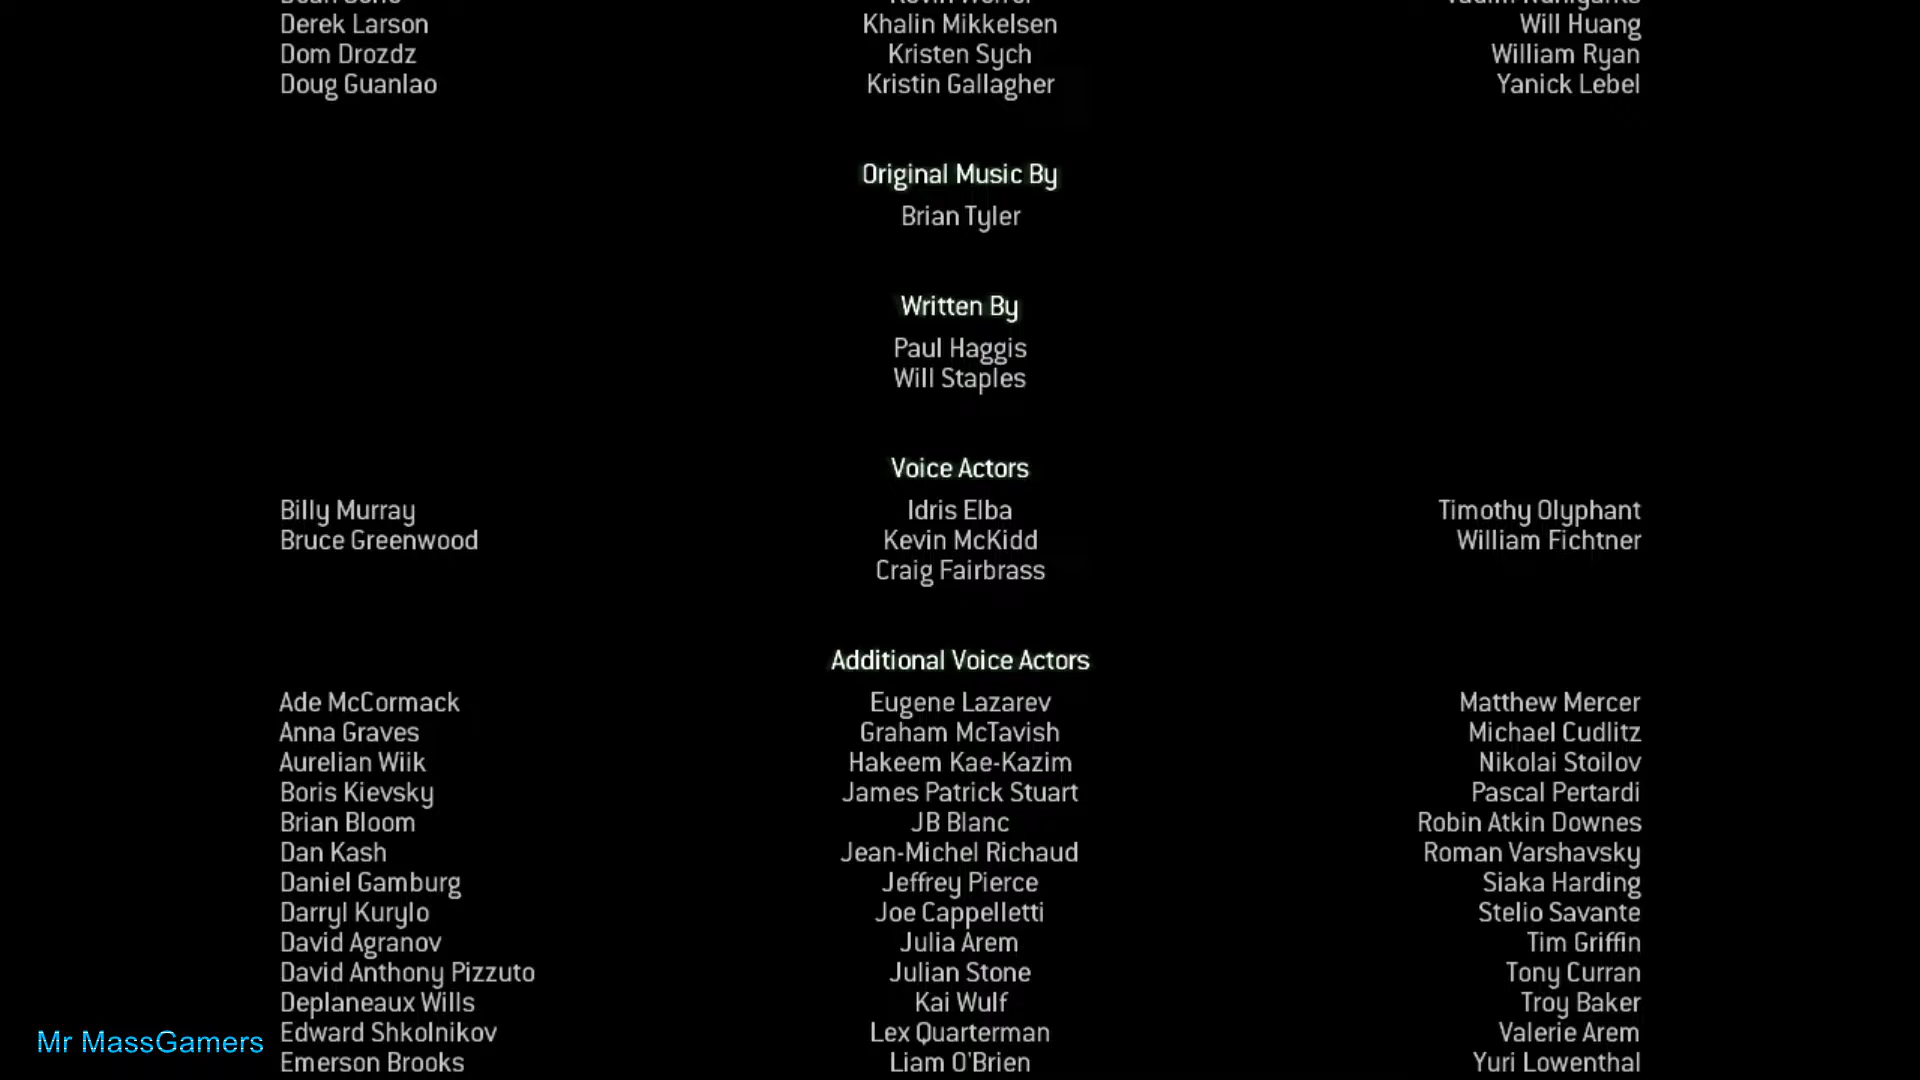 Derek Larson Khalin Mikkelsen Will Huang
Dom Drozdz Kristen Sych William Ryan
Doug Guanlao Kristin Gallagher Yanick Lebel
Original Music By
Brian Tyler
Written By
Paul Haggis
Will Staples
Voice Actors
Billy Murray Idris Elba Timothy Olyphant
Bruce Greenwood Kevin McKidd William Fichtner
Craig Fairbrass
Additional Voice Actors
Ade McCormack Eugene Lazarev Matthew Mercer
Anna Graves Graham McTavish Michael Cudlitz
Aurelian Wiik Hakeem Kae-Kazim Nikolai Stoilov
Boris Kievsky James Patrick Stuart Pascal Pertardi
Brian Bloom JB Blanc Robin Atkin Downes
Dan Kash Jean-Michel Richaud Roman Varshavsky
Daniel Gamburg Jeffrey Pierce Siaka Harding
Darryl Kurylo Joe Cappelletti Stelio Savante
David Agranov Julia Arem Tim Griffin
David Anthony Pizzuto Julian Stone Tony Curran
Deplaneaux Wills Kai Wulf Troy Baker
Mr MassGamers Edward Shkolnikov Lex Quarterman Valerie Arem
Emerson Brooks Liam O'Brien Yuri Lowenthal